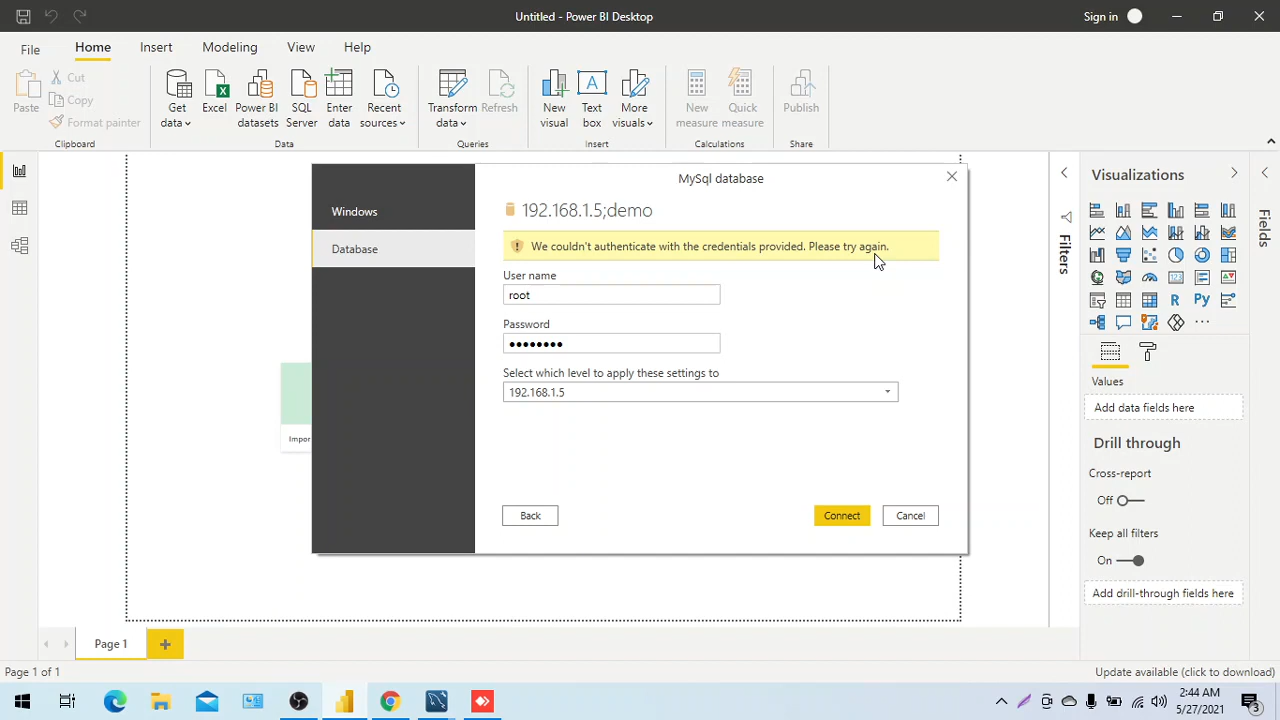 Untitled - Power BI Desktop
Sign in
File
Home
Insert
Modeling
View
Help
Paste
Cut
Copy
Format painter
Clipboard
Get data
Excel
Power BI datasets
SQL Server
Enter data
Recent sources
Data
Transform data
Refresh
Queries
New visual
A
Text box
More visuals
Insert
New measure
Quick measure
Calculations
Publish
Share
MySql database
Windows
Database
192.168.1.5;demo
We couldn't authenticate with the credentials provided. Please try again.
User name
root
Password
Select which level to apply these settings to
192.168.1.5
Back
Connect
Cancel
Impor
Filters
Visualizations
Fields
123
R
Py
Values
Add data fields here
Drill through
Cross-report
Off
Keep all filters
On
Add drill-through fields here
Page 1
Page 1 of 1
Update available (click to download)
2:44 AM
5/27/2021
3